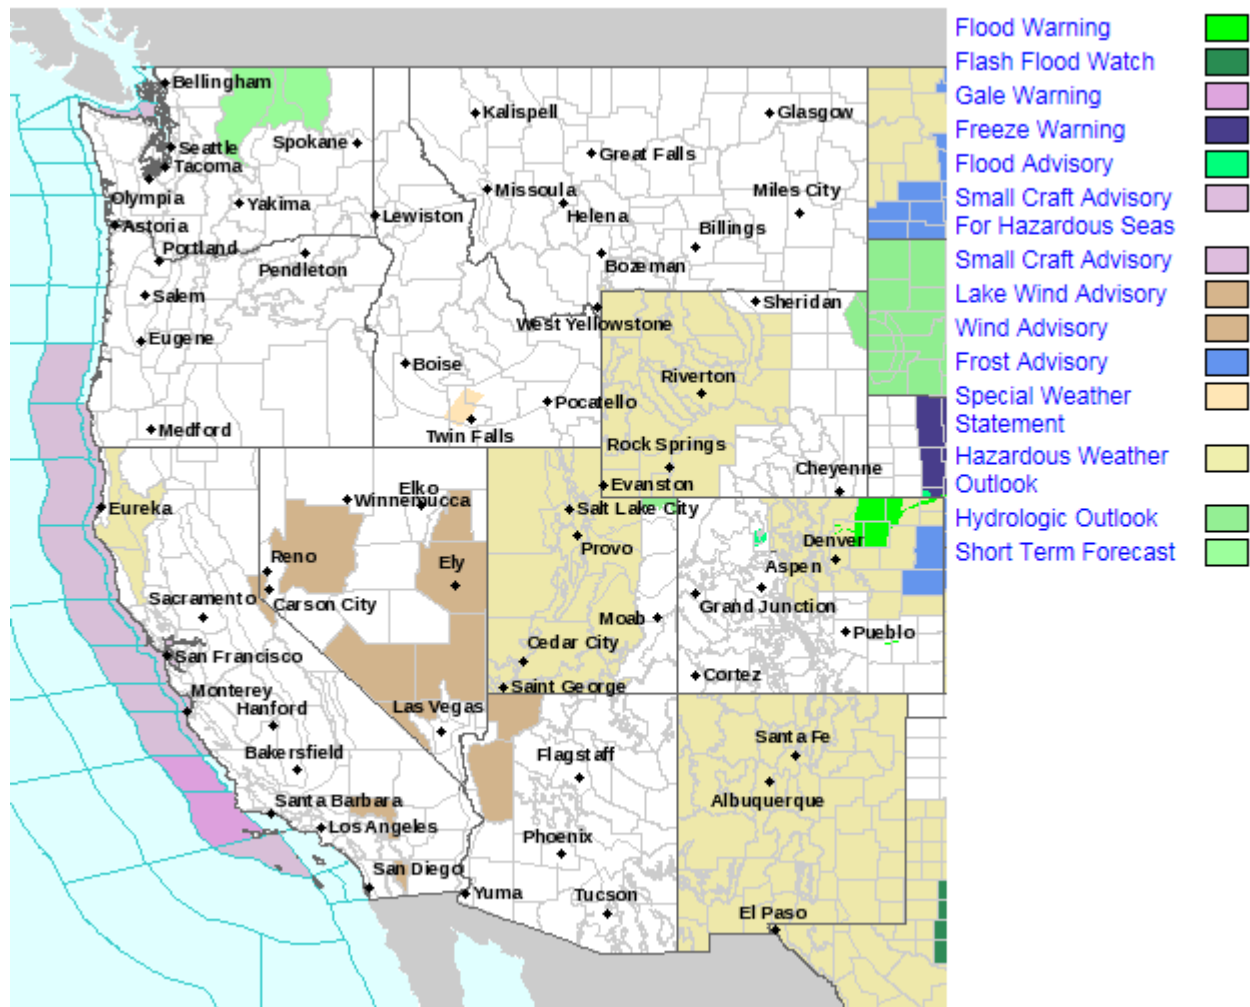 Bellingham
Kalispell
Glasgow
Seattle
Spokane
Great Falls
Tacoma
Olympia
Yakima
Missoula
Miles City
Lewiston
Helena
Astoria
Billings
Portland
Pendleton
Bozeman
Salem
Sheridan
West Yellowstone
Eugene
Boise
Riverton
Pocatello
Medford
Twin Falls
Rock Springs
Cheyenne
Evanston
Elko
Winnemucca
Eureka
Salt Lake City
Provo
Denver
Reno
Ely
Aspen
Sacramento
Carson City
Grand Junction
Moab
Pueblo
Cedar City
San Francisco
Cortez
Saint George
Monterey
Hanford
Las Vegas
Santa Fe
Bakersfield
Flagstaff
Albuquerque
Santa Barbara
Los Angeles
Phoenix
San Diego
Yuma
Tucson
El Paso
Flood Warning
Flash Flood Watch
Gale Warning
Freeze Warning
Flood Advisory
Small Craft Advisory
For Hazardous Seas
Small Craft Advisory
Lake Wind Advisory
Wind Advisory
Frost Advisory
Special Weather
Statement
Hazardous Weather
Outlook
Hydrologic Outlook
Short Term Forecast